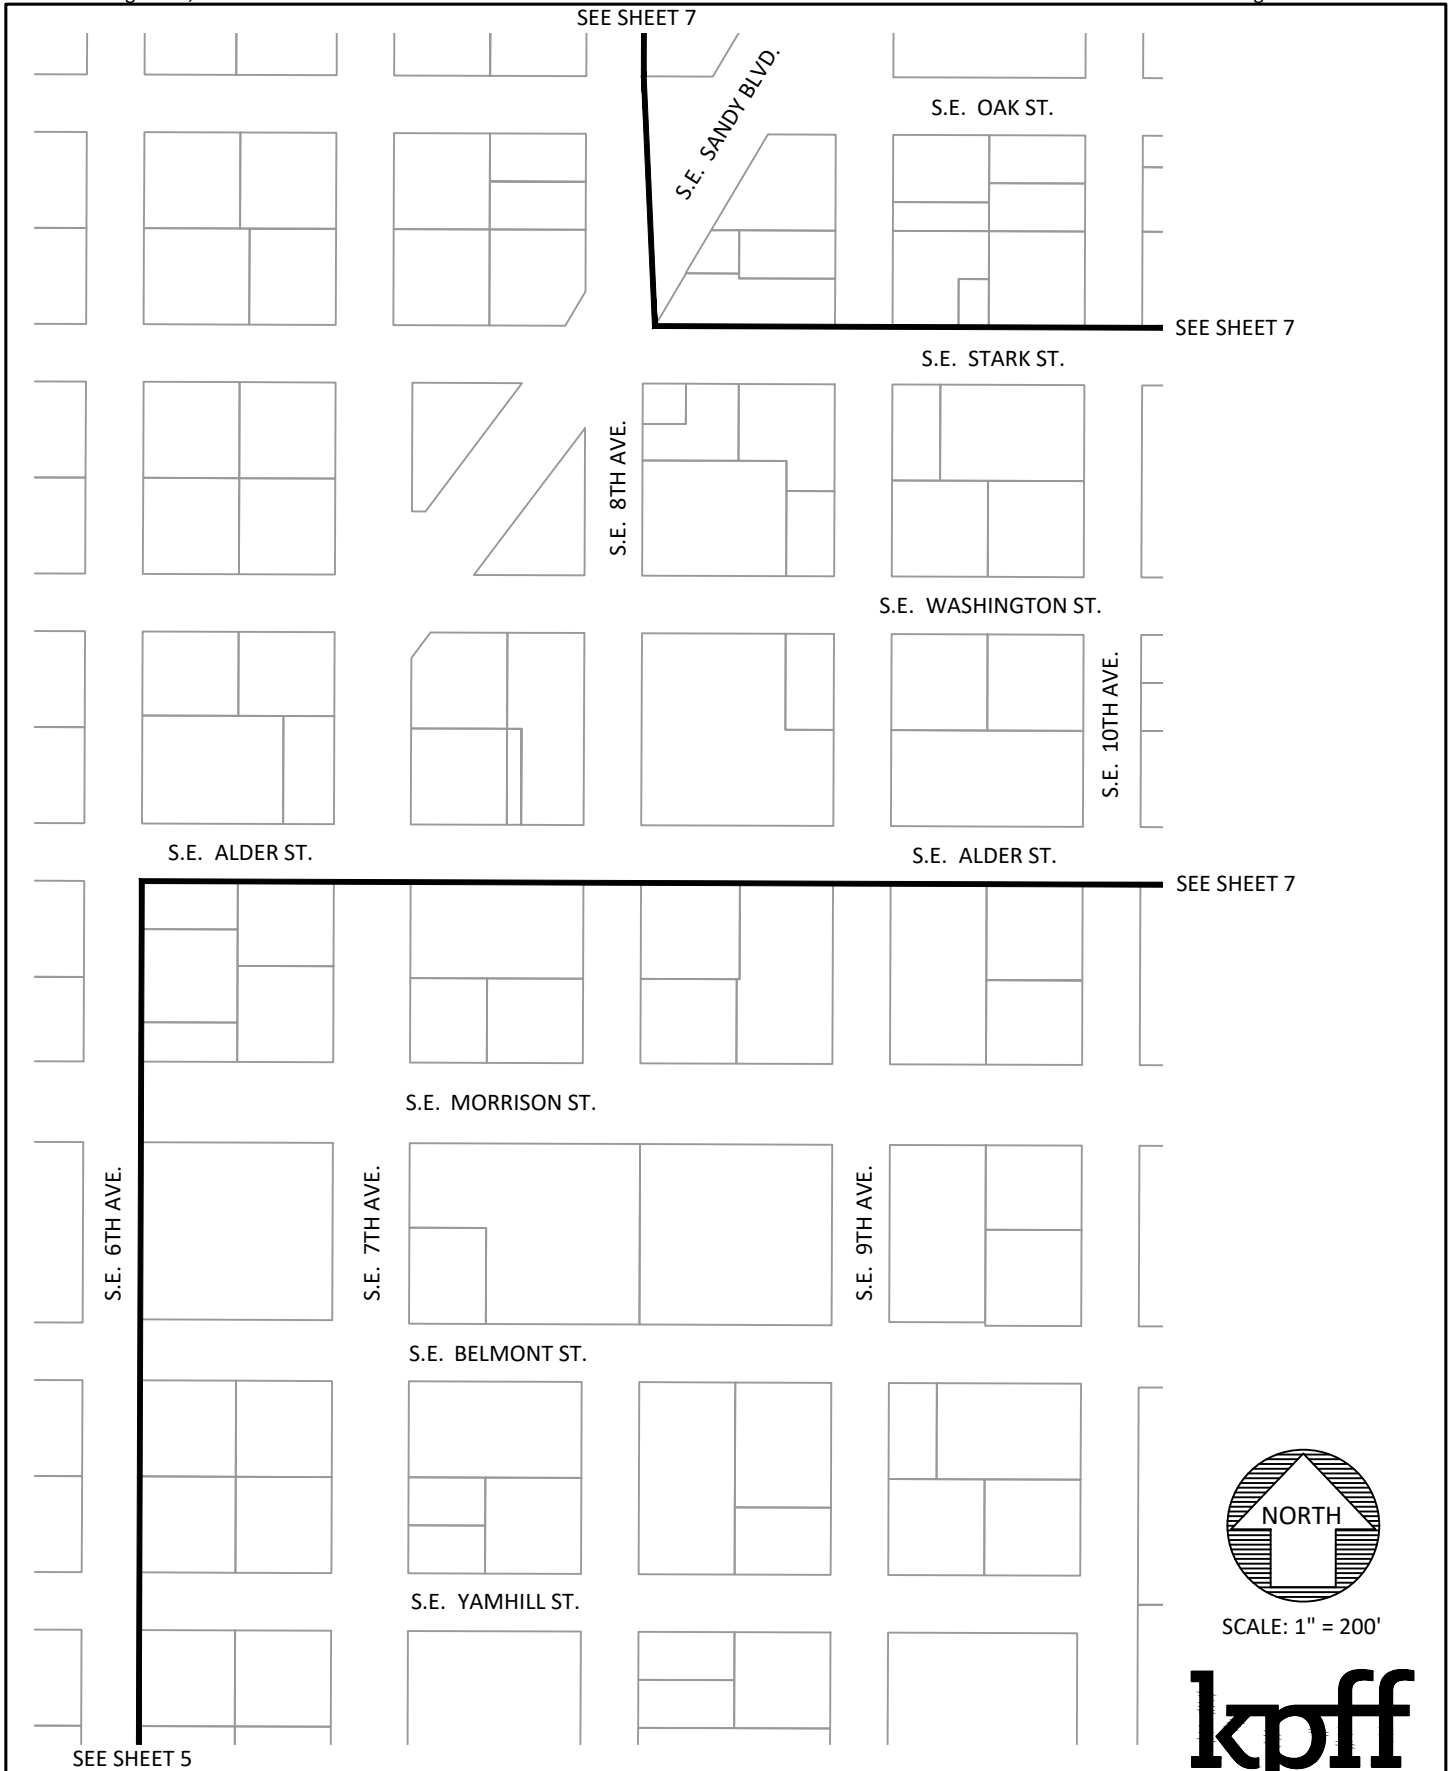 SEE SHEET 7
S.E. SANDY BLVD.
S.E. OAK ST.
SEE SHEET 7
S.E. STARK ST.
S.E. 8TH AVE.
S.E. WASHINGTON ST.
S.E. 10TH AVE.
S.E. ALDER ST.
S.E. ALDER ST.
SEE SHEET 7
S.E. MORRISON ST.
S.E. 6TH AVE.
S.E. 7TH AVE.
S.E. 9TH AVE.
S.E. BELMONT ST.
NORTH
S.E. YAMHILL ST.
SCALE: 1" = 200'
kpff
SEE SHEET 5